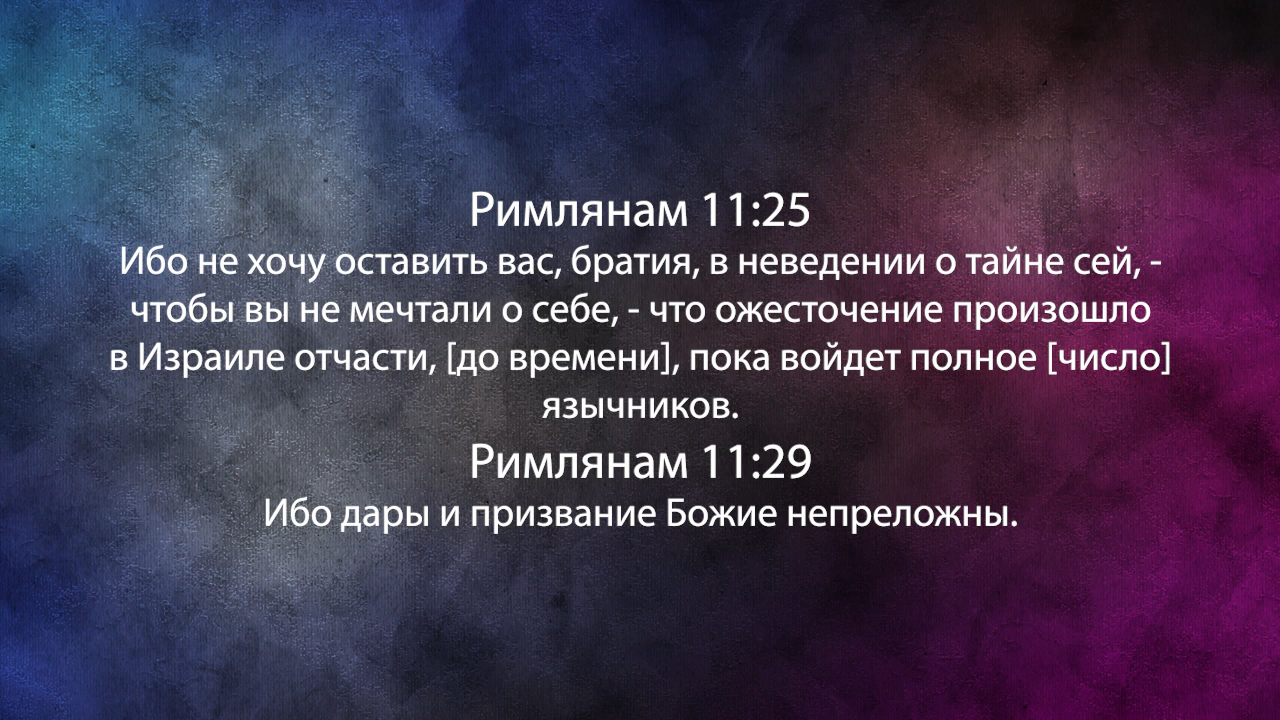 Римлянам 11:25
Ибо не хочу оставить вас, братия, в неведении о тайне сей, -
чтобы вы не мечтали о себе, - что ожесточение произошло
в Израиле отчасти, [до времени], пока войдет полное [число]
язычников.
Римлянам 11:29
Ибо дары и призвание Божие непреложны.